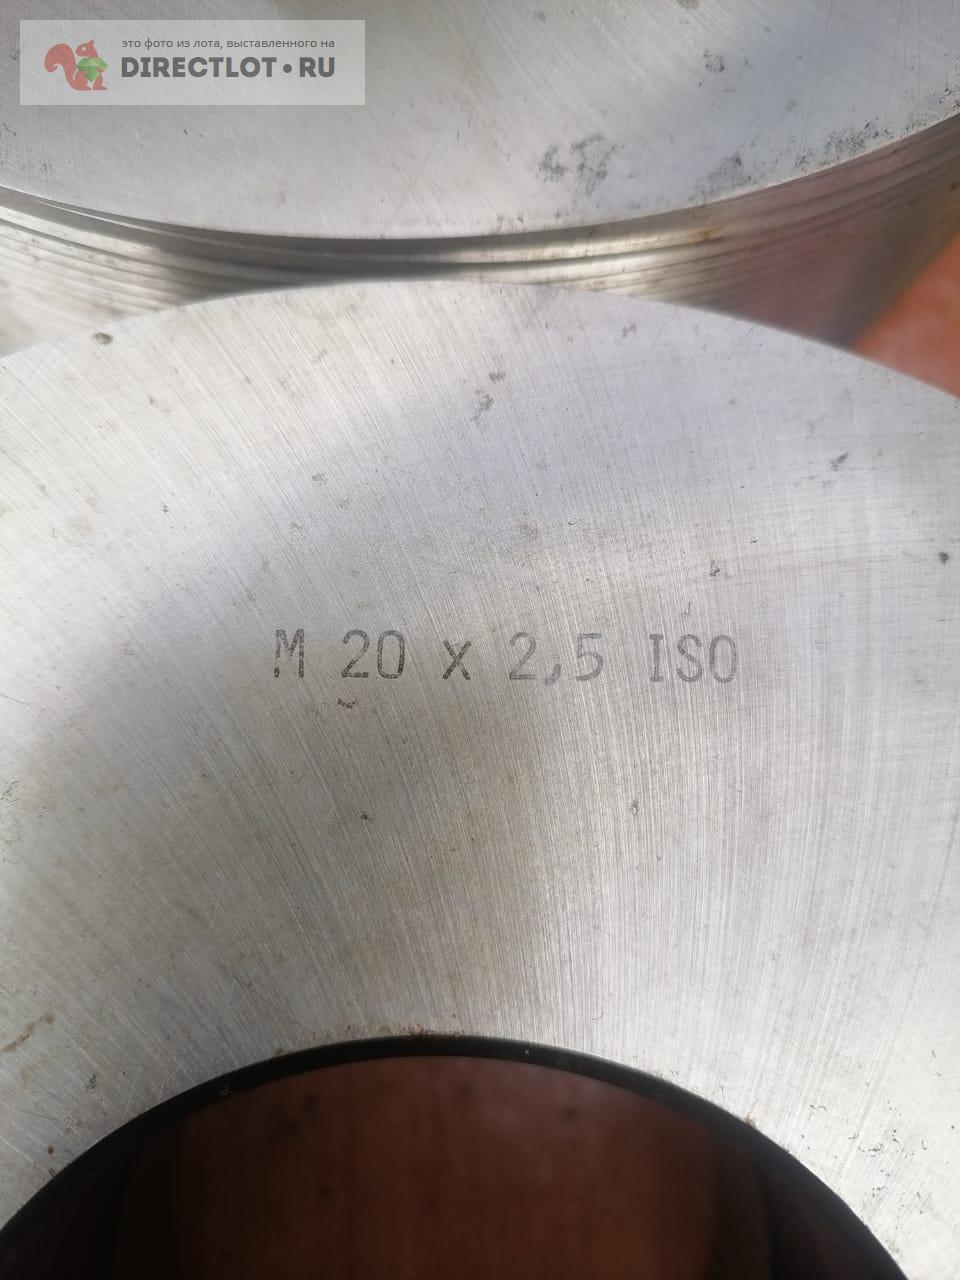 это фото из лота, выставленного на
DIRECTLOT•RU
M 20 x 2,5 ISO